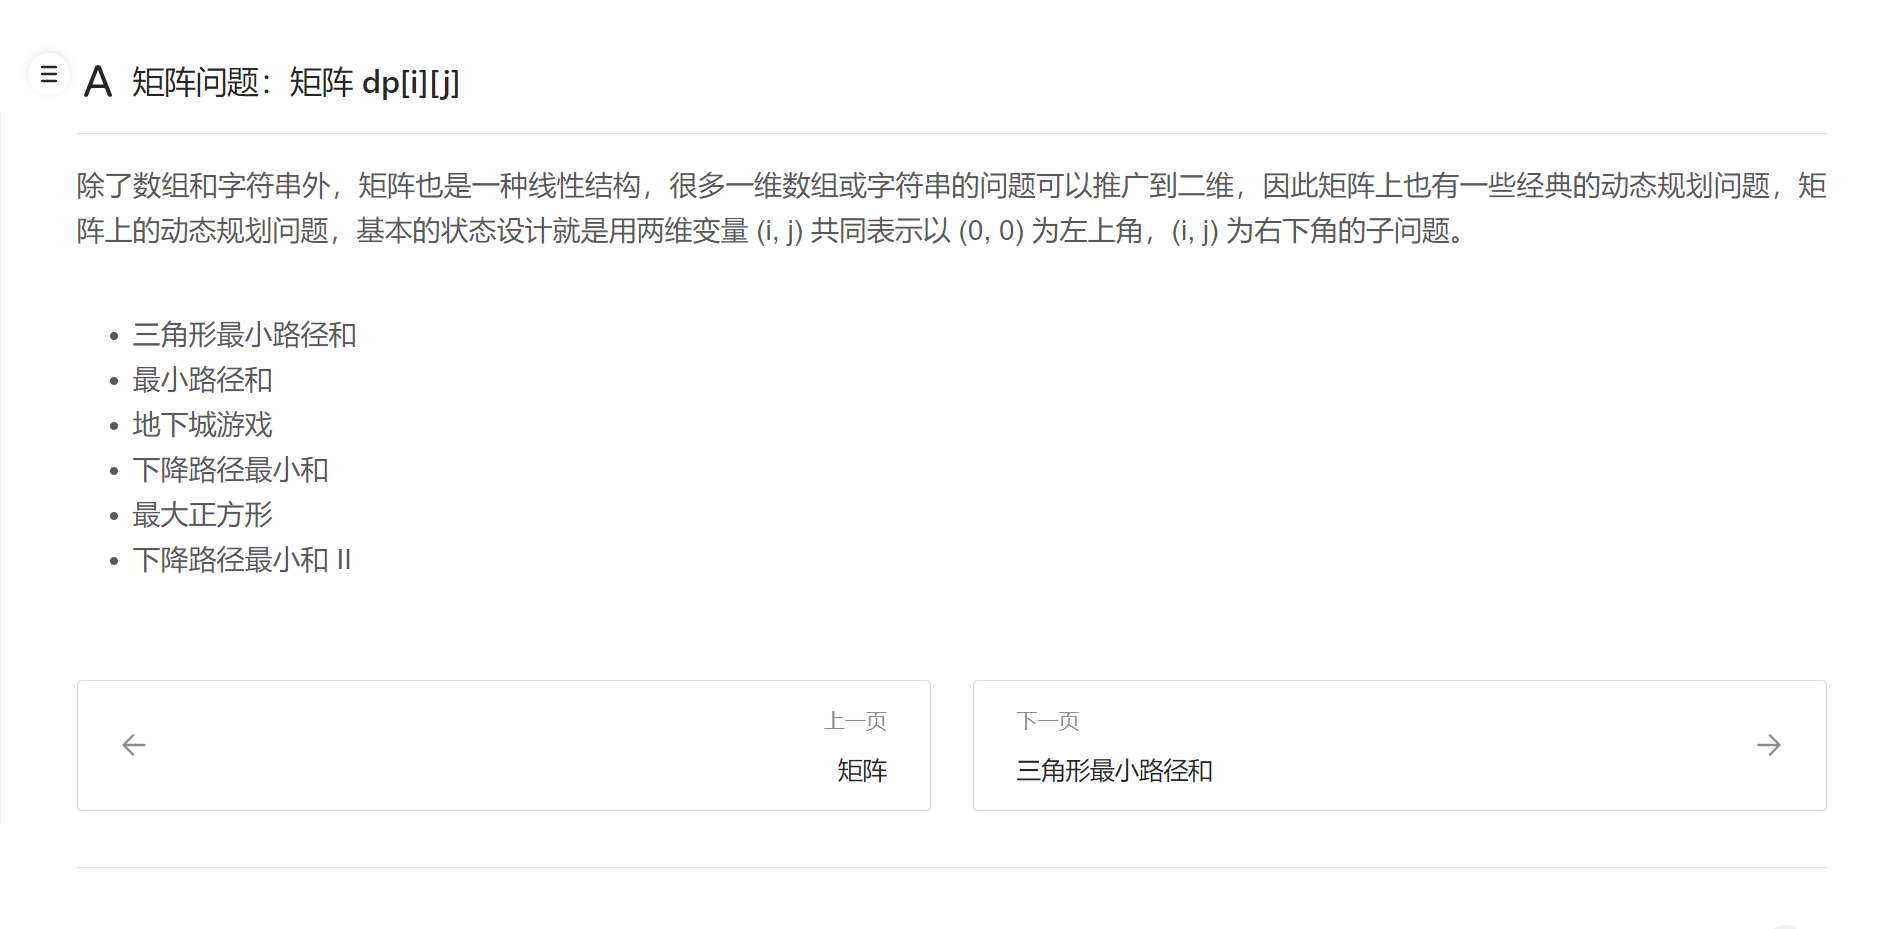 A 矩阵问题：矩阵 dp[i][j]
除了数组和字符串外，矩阵也是一种线性结构，很多一维数组或字符串的问题可以推广到二维，因此矩阵上也有一些经典的动态规划问题，矩
阵上的动态规划问题，基本的状态设计就是用两维变量 (i, j) 共同表示以 (0, 0) 为左上角，(i, j) 为右下角的子问题。
• 三角形最小路径和
• 最小路径和
• 地下城游戏
• 下降路径最小和
• 最大正方形
• 下降路径最小和 II
上一页
矩阵
下一页
三角形最小路径和